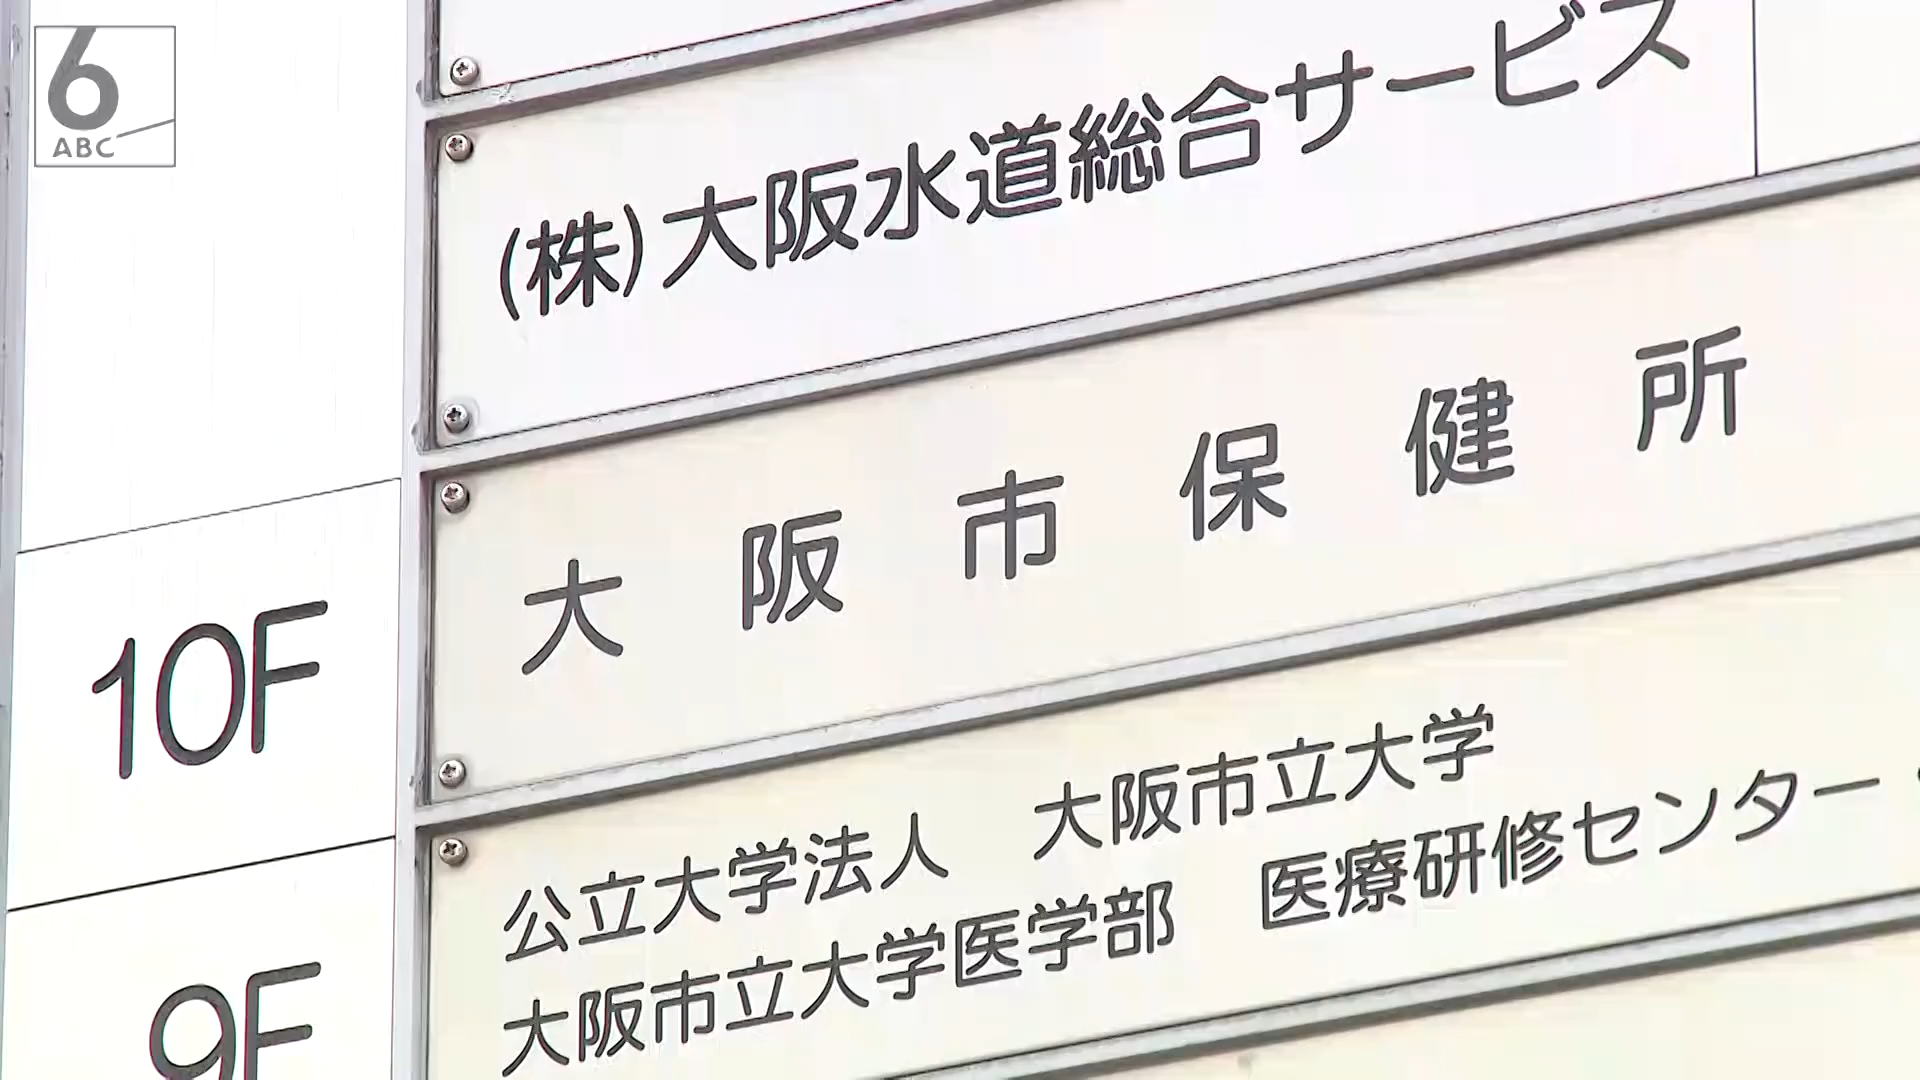 6
ABC
(株)大阪水道総合サービス
10F
大阪市保健所
9F
公立大学法人 大阪市立大学
大阪市立大学医学部 医療研修センター・